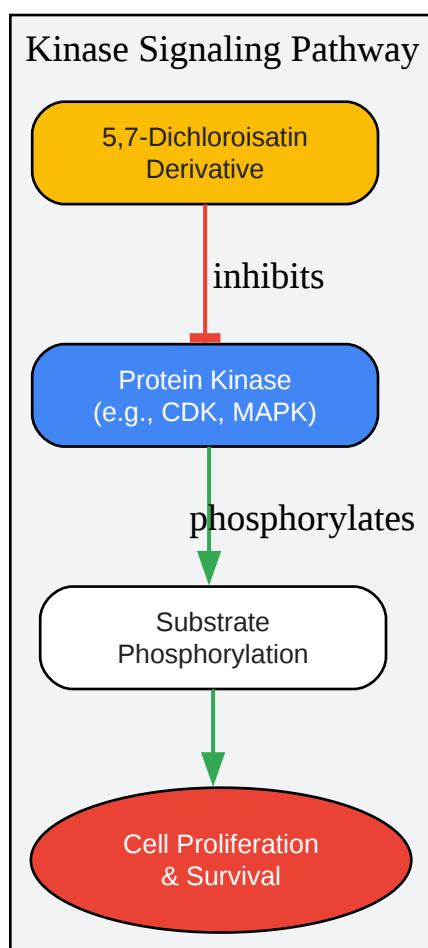 Kinase Signaling Pathway
5,7-Dichloroisatin
Derivative
inhibits
Protein Kinase
(e.g., CDK, MAPK)
phosphorylates
Substrate
Phosphorylation
Cell Proliferation
& Survival